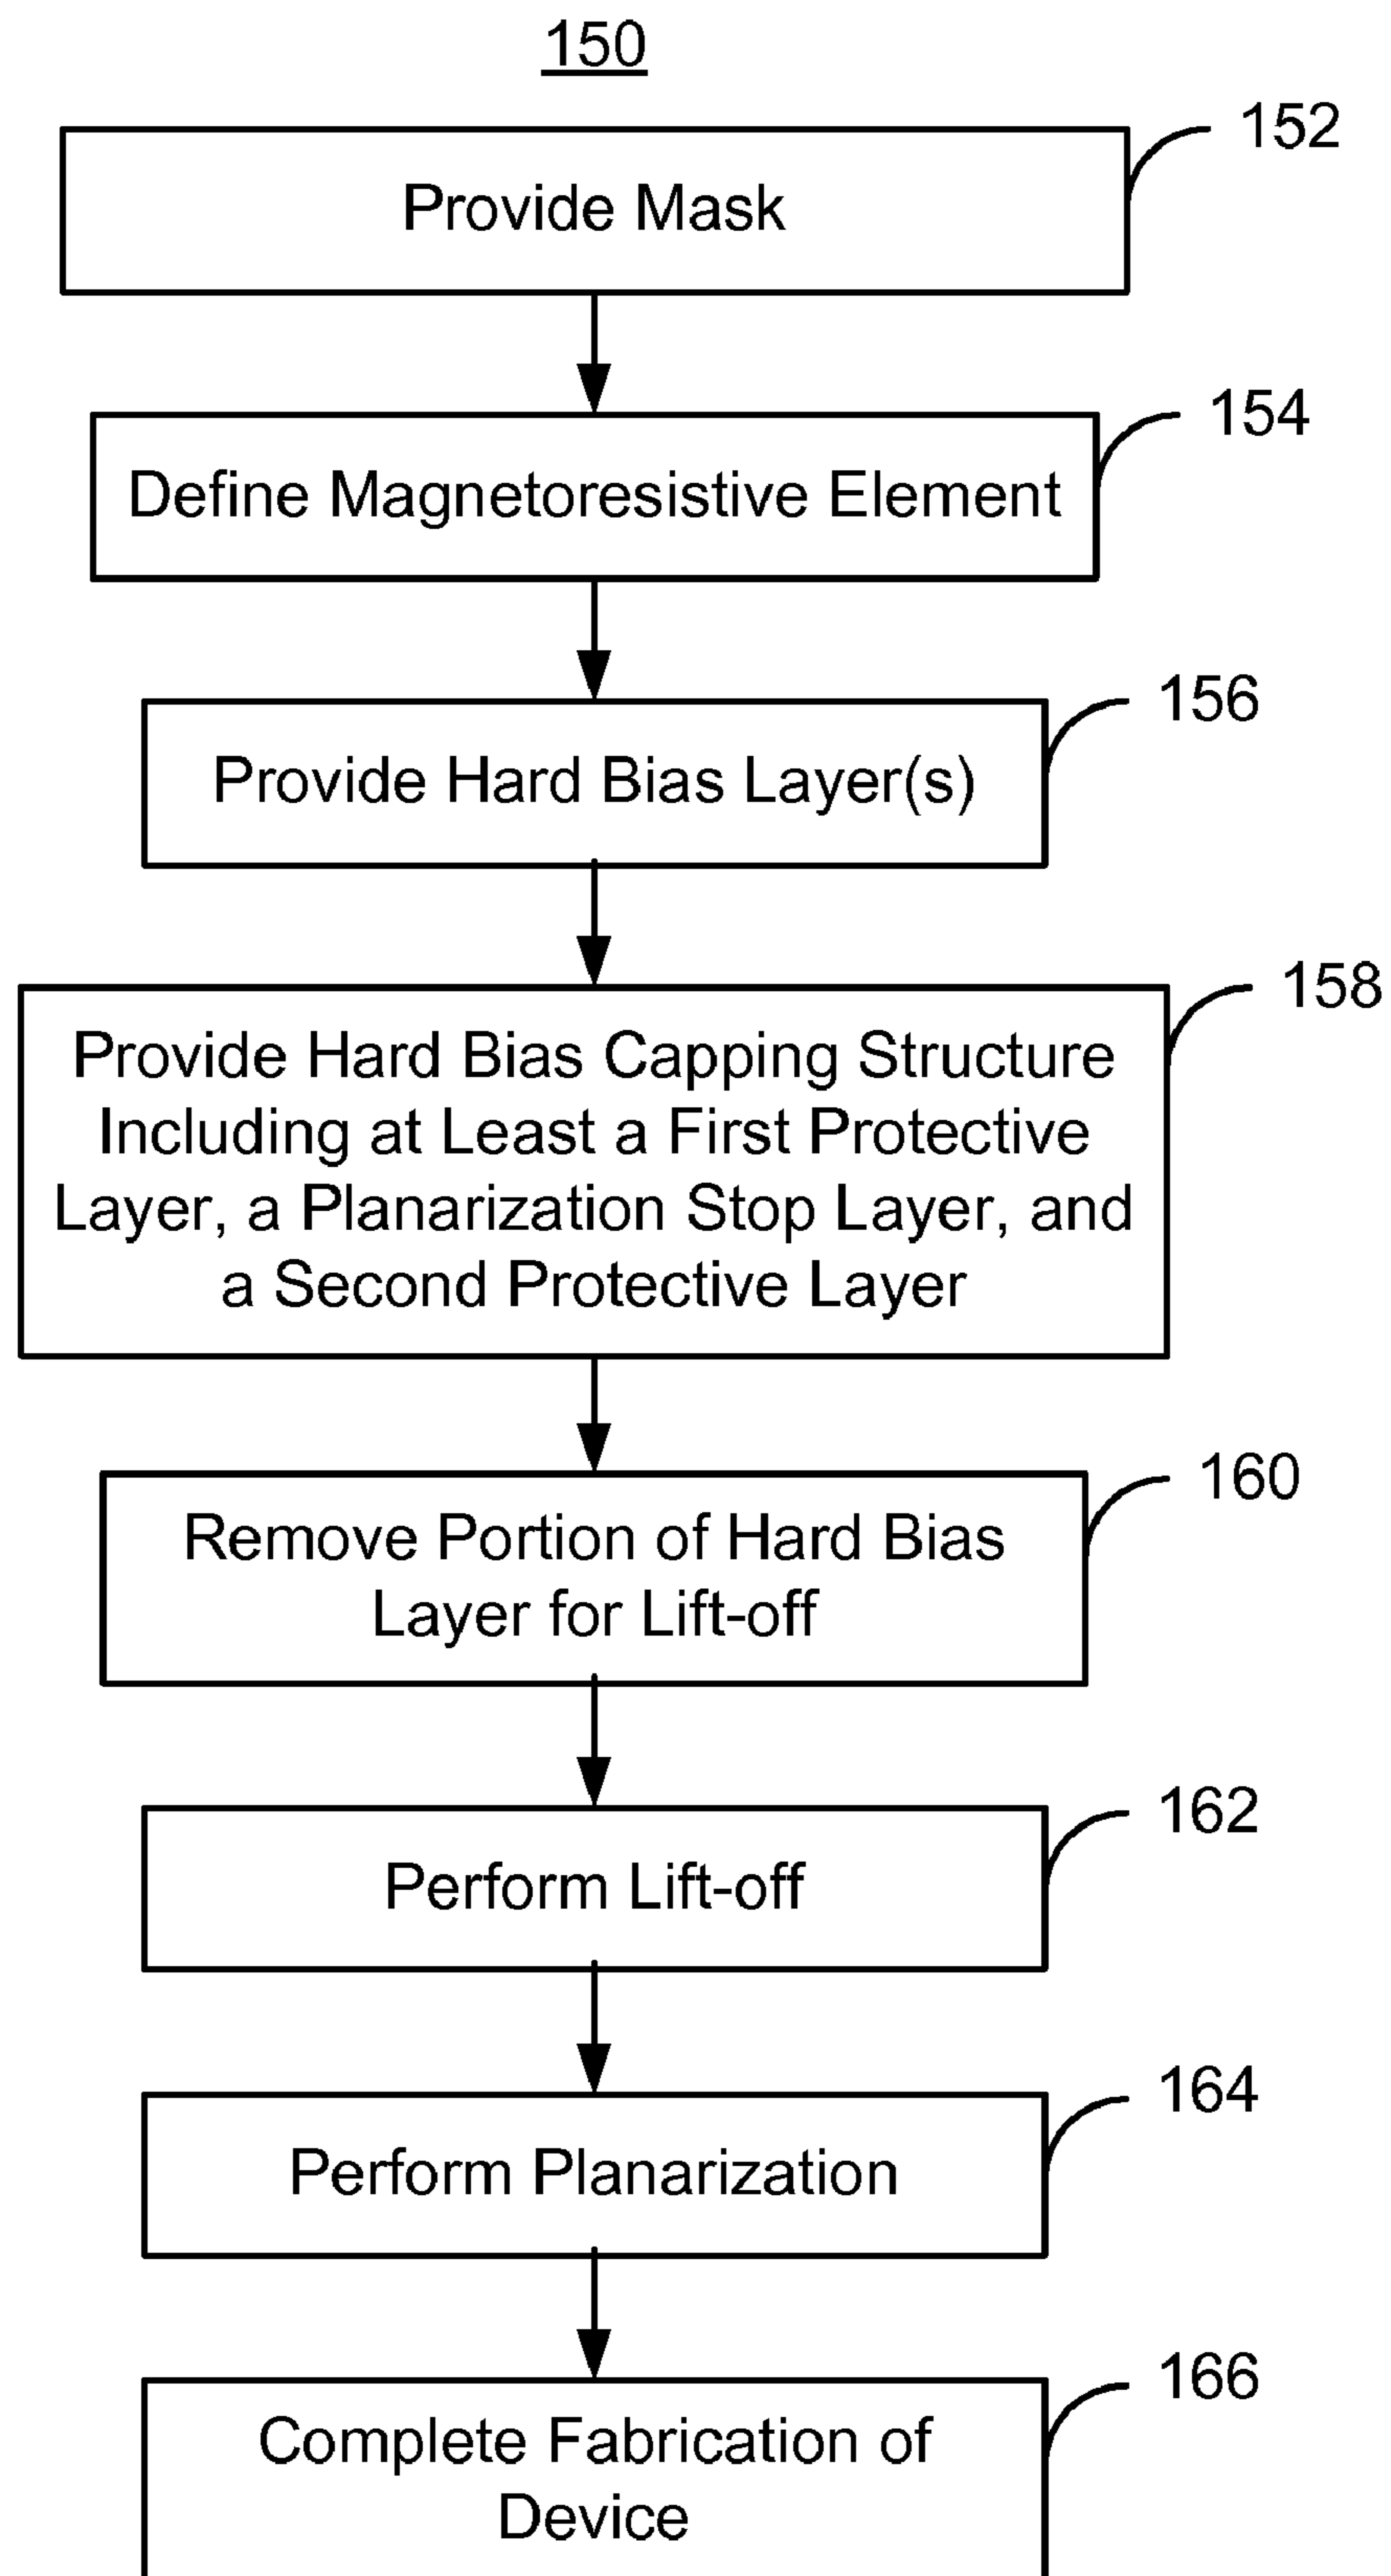 150
152
Provide Mask
154
Define Magnetoresistive Element
156
Provide Hard Bias Layer(s)
158
Provide Hard Bias Capping Structure
Including at Least a First Protective
Layer, a Planarization Stop Layer, and
a Second Protective Layer
160
Remove Portion of Hard Bias
Layer for Lift-off
162
Perform Lift-off
164
Perform Planarization
166
Complete Fabrication of
Device